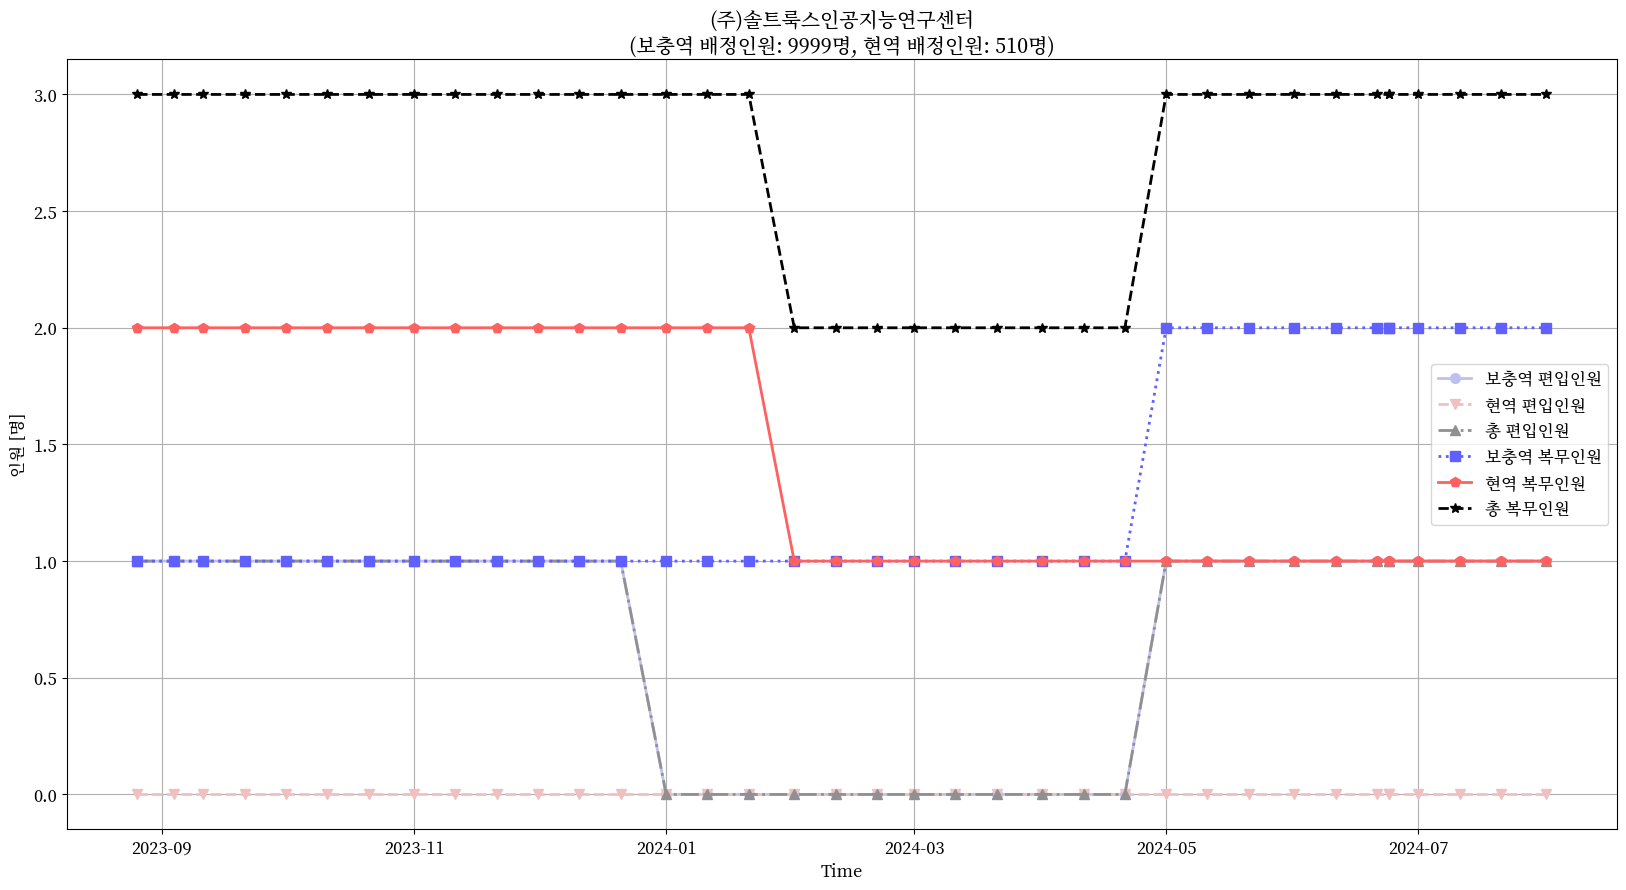 (주)솔트룩스인공지능연구센터
(보충역 배정인원: 9999명, 현역 배정인원: 510명)
인원 [명]
3.0
2.5
2.0
1.5
1.0
0.5
0.0
보충역 편입인원
현역 편입인원
총 편입인원
보충역 복무인원
현역 복무인원
총 복무인원
2023-09
2023-11
2024-01
2024-03
2024-05
2024-07
Time